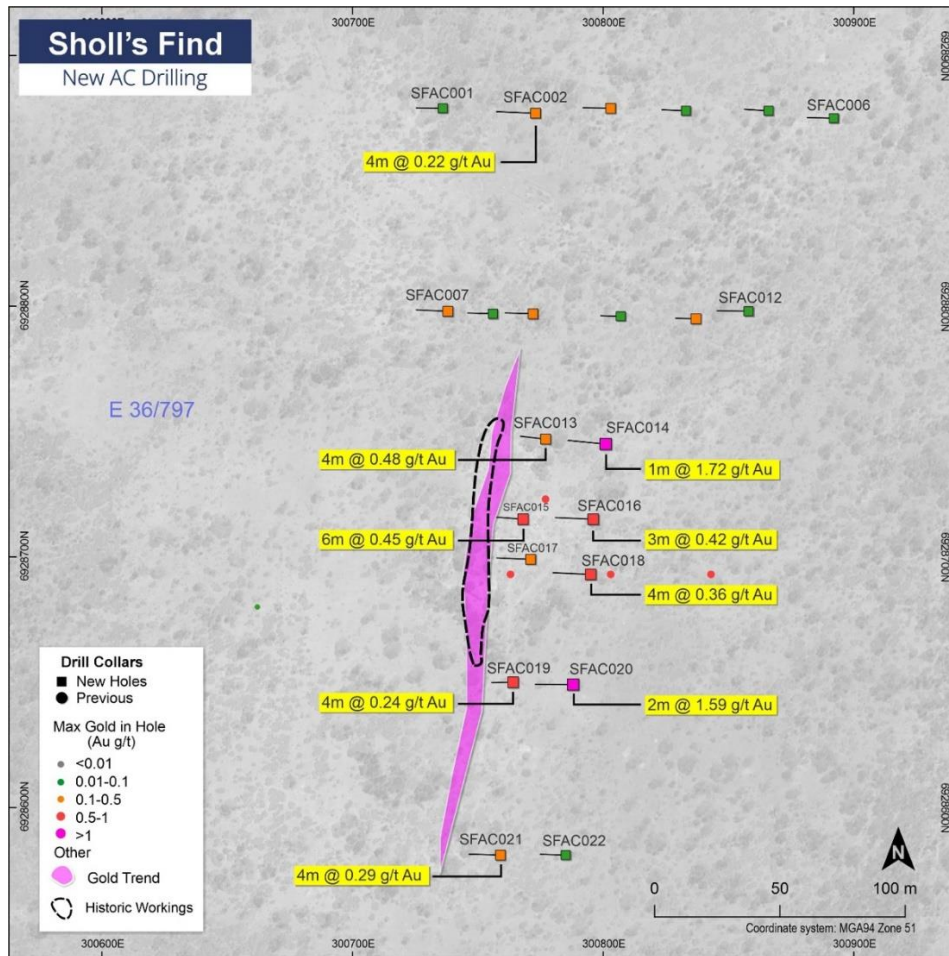 Sholl's Find
New AC Drilling
300700E
300800E
300900E
6928900N
6928900N
SFAC001
SFAC002
SFAC006
4m @ 0.22 g/t Au
6928800N
SFAC007
SFAC012
6928800N
E 36/797
SFAC013
SFAC014
4m @ 0.48 g/t Au
1m @ 1.72 g/t Au
SFAC015
SFAC016
6m @ 0.45 g/t Au
3m @ 0.42 g/t Au
6928700N
SFAC017
SFAC018
6928700N
4m @ 0.36 g/t Au
SFAC019
SFAC020
4m @ 0.24 g/t Au
2m @ 1.59 g/t Au
6928600N
6928600N
SFAC021
SFAC022
4m @ 0.29 g/t Au
Drill Collars
New Holes
Previous
Max Gold in Hole
(Au g/t)
<0.01
0.01-0.1
0.1-0.5
0.5-1
>1
Other
Gold Trend
Historic Workings
N
0 50 100 m
Coordinate system: MGA94 Zone 51
300600E
300700E
300800E
300900E